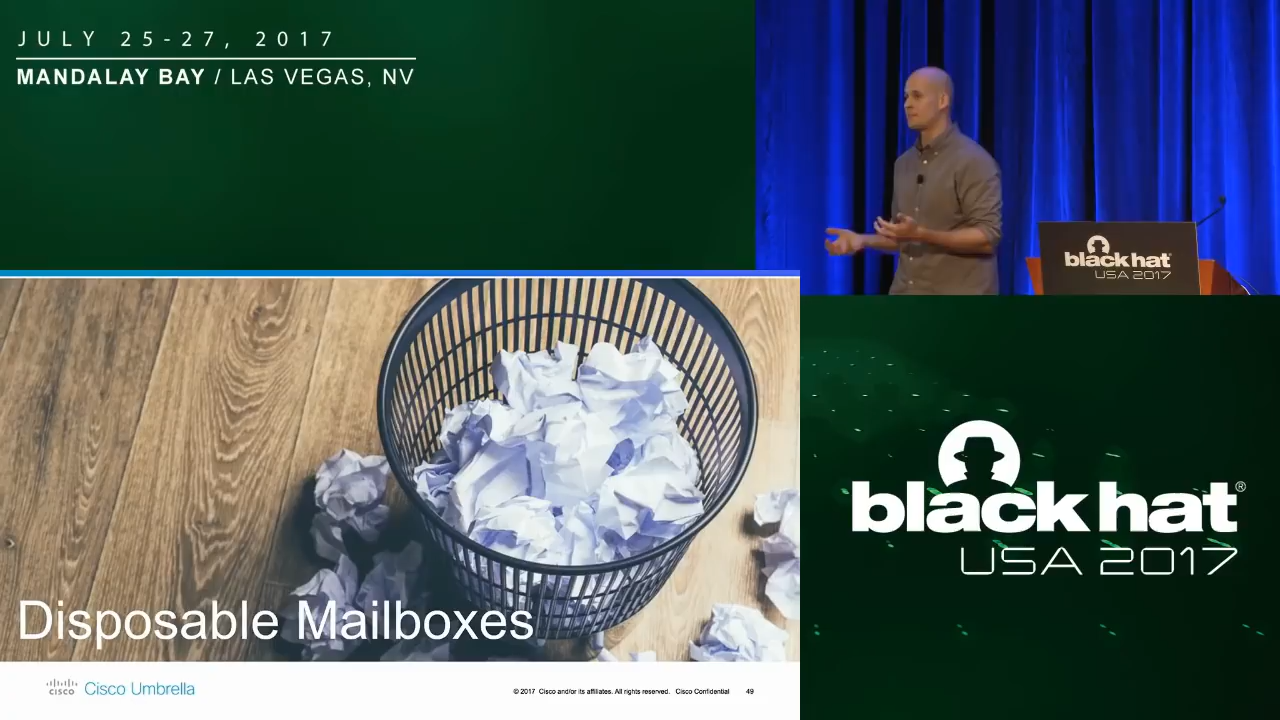 JULY 25-27, 2017
MANDALAY BAY / LAS VEGAS, NV
black hat
USA 2017
Disposable Mailboxes
cisco Cisco Umbrella
© 2017 Cisco and/or its affiliates. All rights reserved. Cisco Confidential 49
black hat®
USA 2017